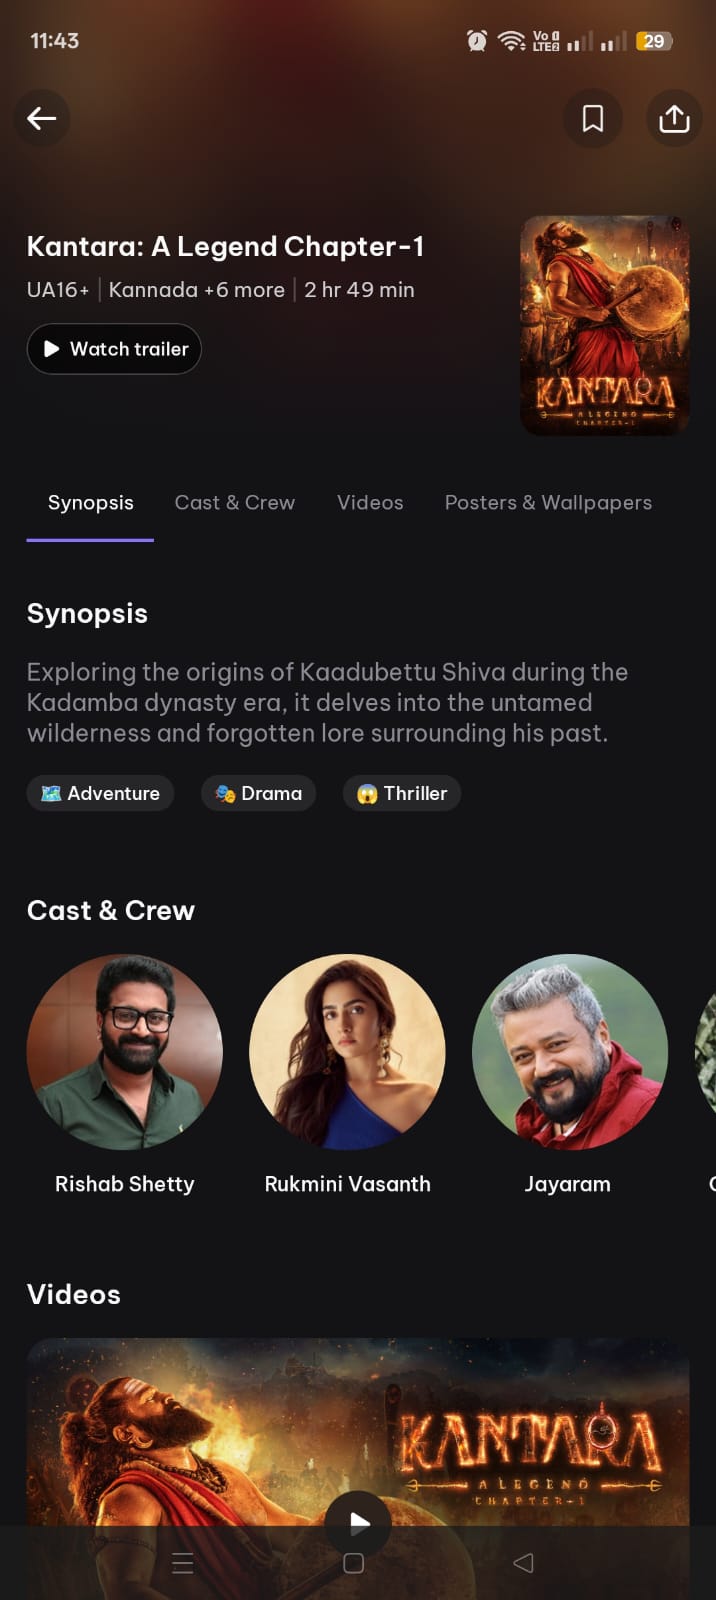 11:43
Vo 1
LTE2
29
Kantara: A Legend Chapter-1
UA16+ | Kannada +6 more | 2 hr 49 min
Watch trailer
KANTARA
A LEGEND
CHAPTER-1
Synopsis Cast & Crew Videos Posters & Wallpapers
Synopsis
Exploring the origins of Kaadubettu Shiva during the
Kadamba dynasty era, it delves into the untamed
wilderness and forgotten lore surrounding his past.
Adventure Drama Thriller
Cast & Crew
Rishab Shetty Rukmini Vasanth Jayaram
Videos
KANTARA
A LEGEND
CHAPTER-1